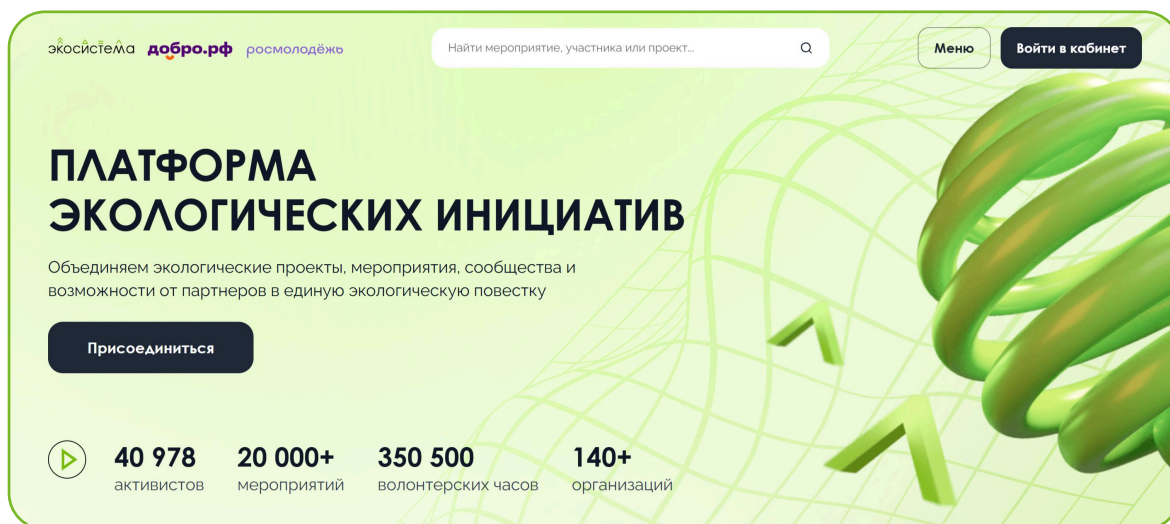 экосистема добро.рф росмолодёжь Найти мероприятие, участника или проект... Меню Войти в кабинет
ПЛАТФОРМА
ЭКОЛОГИЧЕСКИХ ИНИЦИАТИВ
Объединяем экологические проекты, мероприятия, сообщества и
возможности от партнеров в единую экологическую повестку
Присоединиться
40 978 20 000+ 350 500 140+
активистов мероприятий волонтерских часов организаций